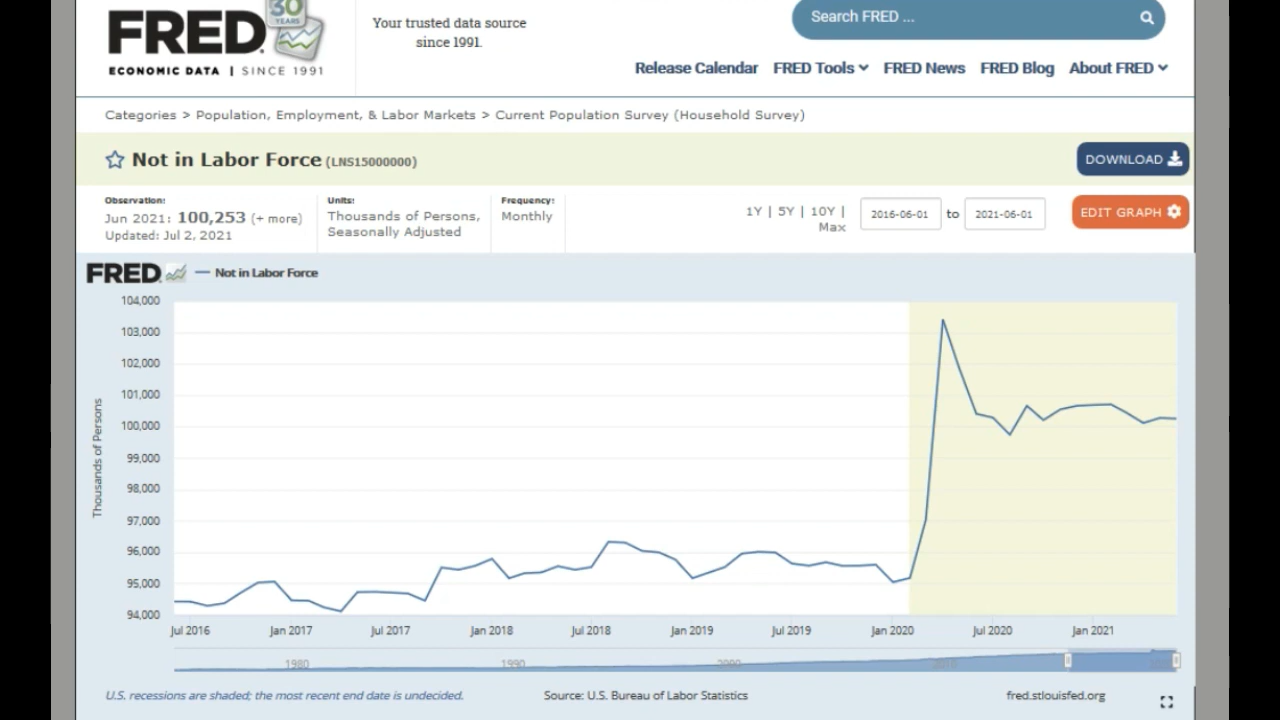 30
YEARS
FRED
ECONOMIC DATA | SINCE 1991
Your trusted data source
since 1991.
Search FRED ...
Release Calendar FRED Tools FRED News FRED Blog About FRED
Categories > Population, Employment, & Labor Markets > Current Population Survey (Household Survey)
Not in Labor Force (LNS15000000)
DOWNLOAD
Observation:
Jun 2021: 100,253 (+ more)
Updated: Jul 2, 2021
Units:
Thousands of Persons,
Seasonally Adjusted
Frequency:
Monthly
1Y | 5Y | 10Y |
Max
2016-06-01 to 2021-06-01
EDIT GRAPH
FRED Not in Labor Force
Thousands of Persons
104,000
103,000
102,000
101,000
100,000
99,000
98,000
97,000
96,000
95,000
94,000
Jul 2016 Jan 2017 Jul 2017 Jan 2018 Jul 2018 Jan 2019 Jul 2019 Jan 2020 Jul 2020 Jan 2021
1980 1990 2000 2010
U.S. recessions are shaded; the most recent end date is undecided.
Source: U.S. Bureau of Labor Statistics
fred.stlouisfed.org